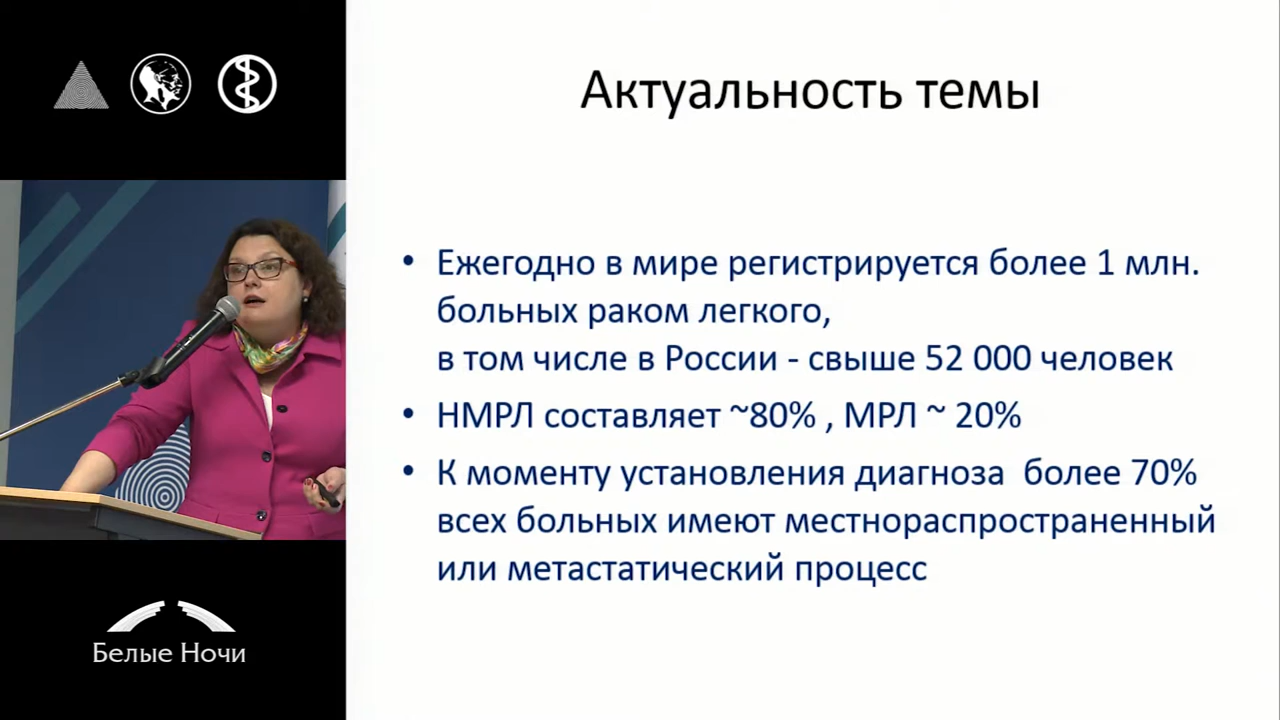 Актуальность темы
• Ежегодно в мире регистрируется более 1 млн.
больных раком легкого,
в том числе в России - свыше 52 000 человек
• НМРЛ составляет ~80% , МРЛ ~ 20%
• К моменту установления диагноза  более 70%
всех больных имеют местнораспространенный
или метастатический процесс
Белые Ночи